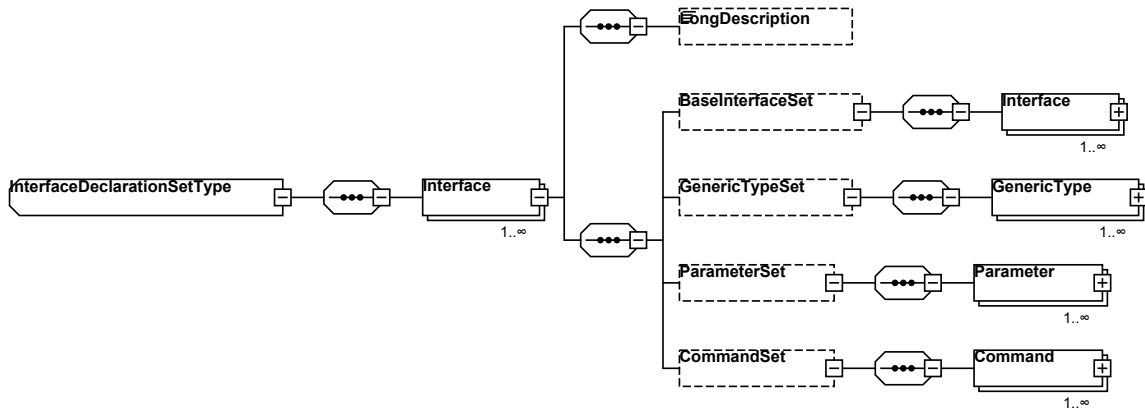 LongDescription
BaseInterfaceSet
Interface
1..∞
InterfaceDeclarationSetType
Interface
1..∞
GenericTypeSet
GenericType
1..∞
ParameterSet
Parameter
1..∞
CommandSet
Command
1..∞